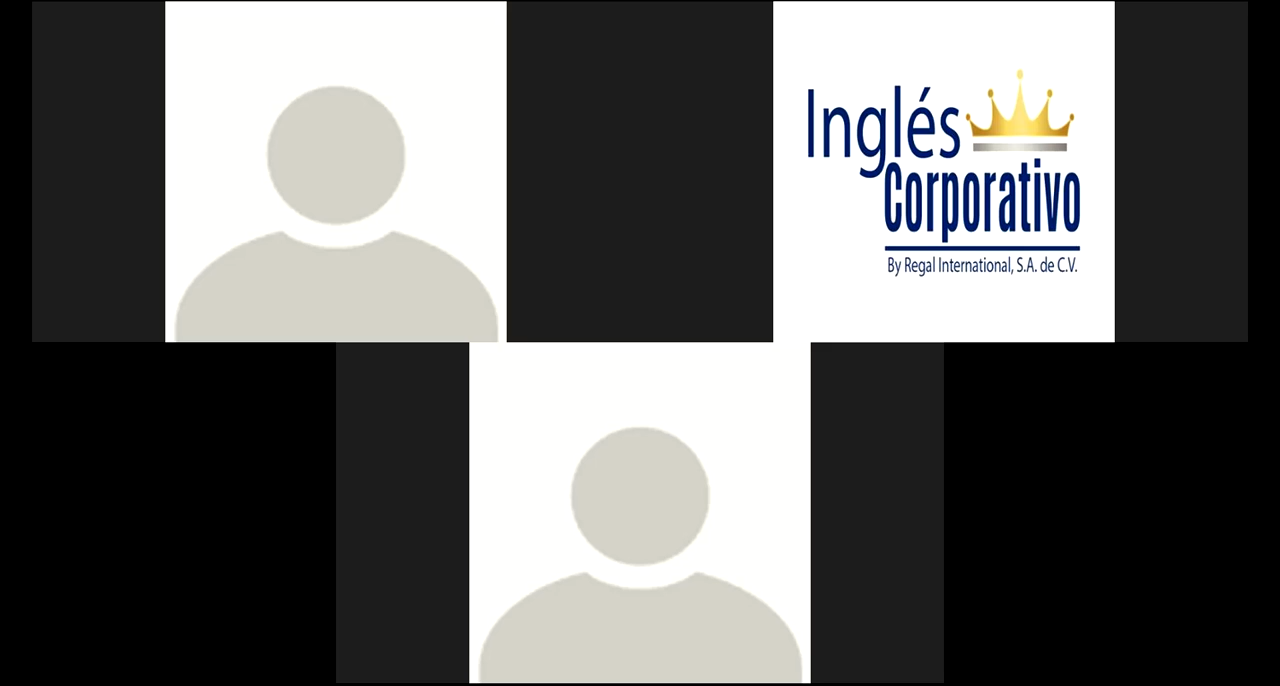 Inglés
Corporativo
By Regal International, S.A. de C.V.